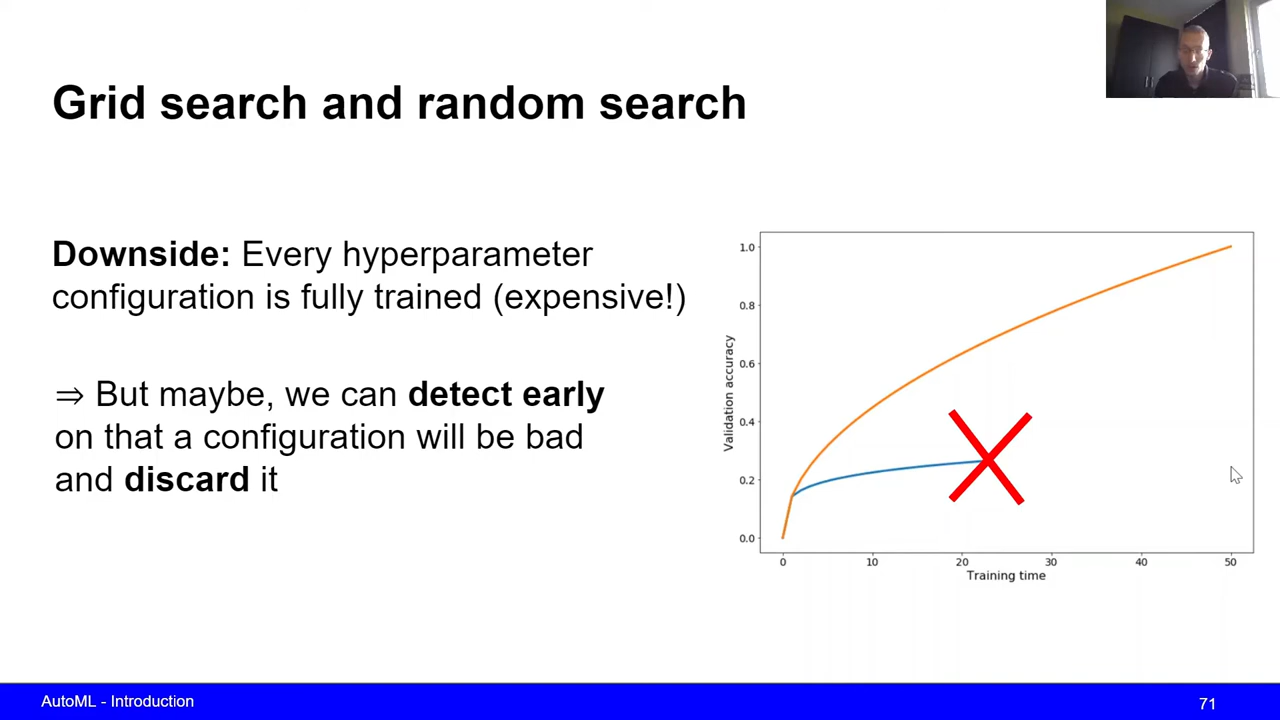 Grid search and random search
Downside: Every hyperparameter
configuration is fully trained (expensive!)
⇒ But maybe, we can detect early
on that a configuration will be bad
and discard it
1.0
0.8
0.6
0.4
0.2
0.0
Validation accuracy
0 10 20 30 40 50
Training time
AutoML - Introduction
71